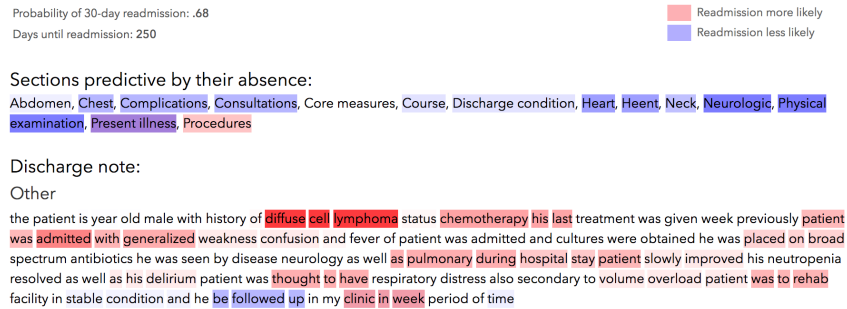 Probability of 30-day readmission: .68
Readmission more likely
Days until readmission: 250
Readmission less likely
Sections predictive by their absence:
Abdomen, Chest, Complications, Consultations, Core measures, Course, Discharge condition, Heart, Heent, Neck, Neurologic, Physical
examination, Present illness, Procedures
Discharge note:
Other
the patient is year old male with history of diffuse cell lymphoma status chemotherapy his last treatment was given week previously patient
was admitted with generalized weakness confusion and fever of patient was admitted and cultures were obtained he was placed on broad
spectrum antibiotics he was seen by disease neurology as well as pulmonary during hospital stay patient slowly improved his neutropenia
resolved as well as his delirium patient was thought to have respiratory distress also secondary to volume overload patient was to rehab
facility in stable condition and he be followed up in my clinic in week period of time